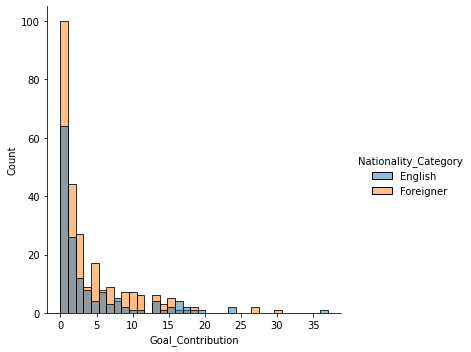 100
80
60
40
20
0
Count
0 5 10 15 20 25 30 35
Goal_Contribution
Nationality_Category
English
Foreigner